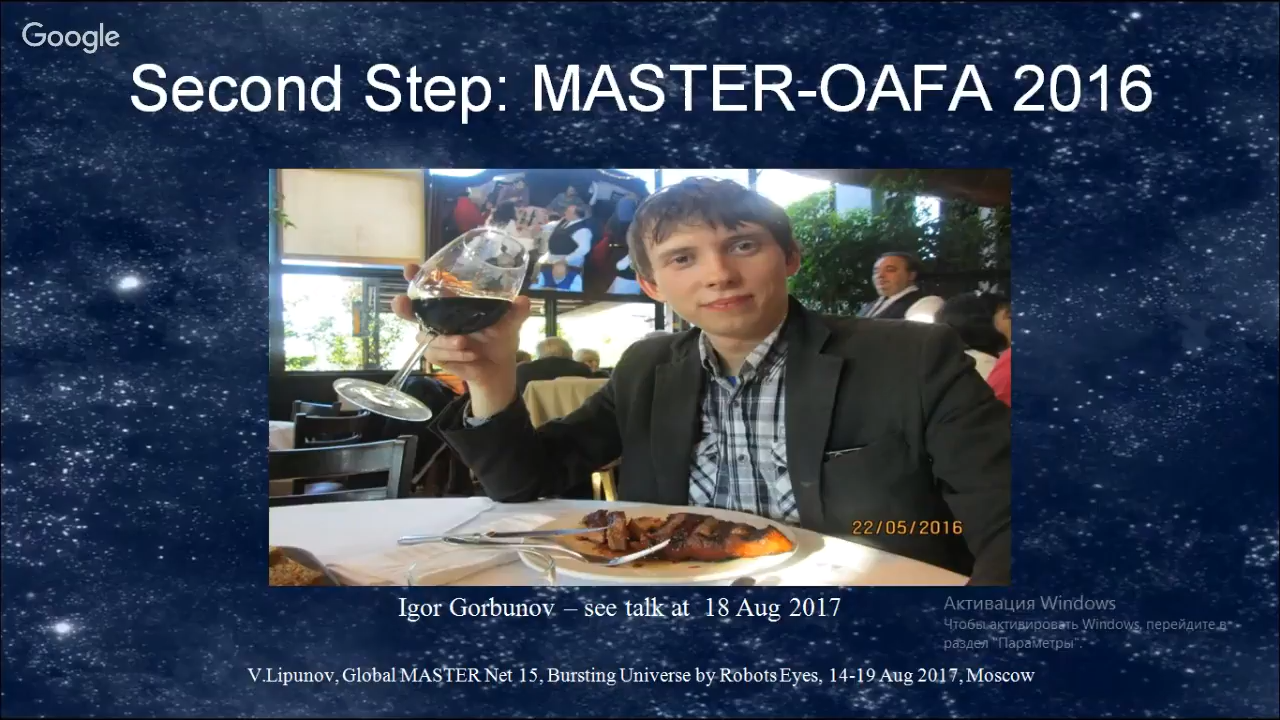 Google
Second Step: MASTER-OAFA 2016
22/05/2016
Igor Gorbunov – see talk at 18 Aug 2017
Активация Windows
Чтобы активировать Windows, перейдите в
раздел "Параметры".
V.Lipunov, Global MASTER Net 15, Bursting Universe by Robots Eyes, 14-19 Aug 2017, Moscow